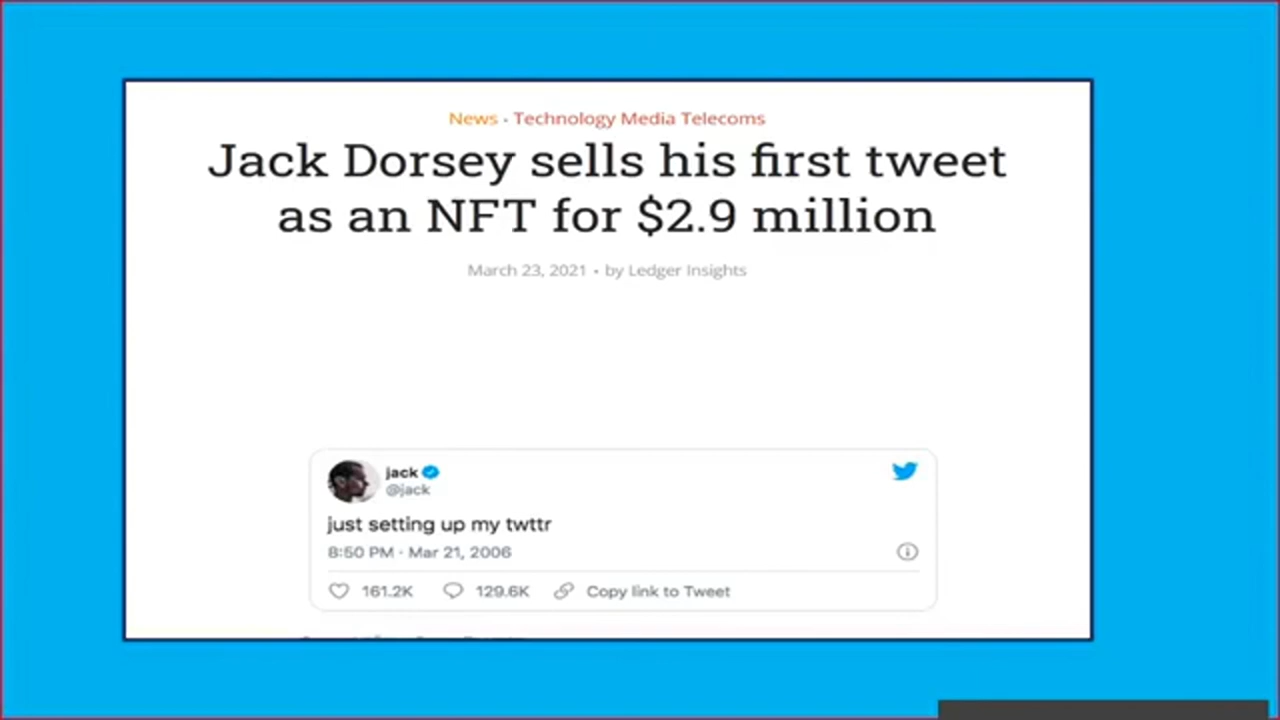 News • Technology Media Telecoms
Jack Dorsey sells his first tweet
as an NFT for $2.9 million
March 23, 2021 • by Ledger Insights
jack
@jack
just setting up my twttr
8:50 PM · Mar 21, 2006
161.2K 129.6K Copy link to Tweet